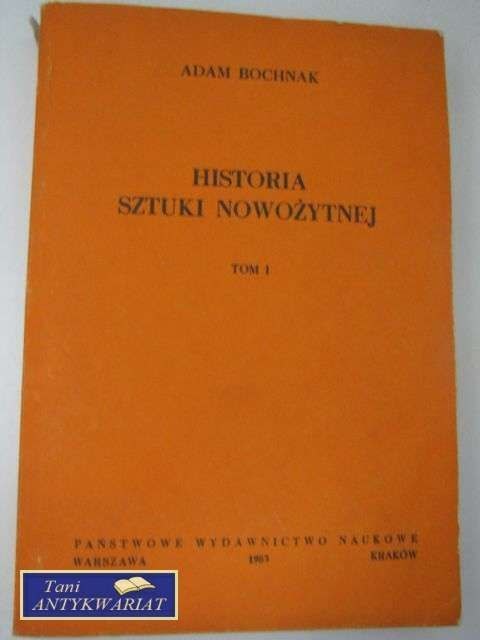 ADAM BOCHNAK
HISTORIA
SZTUKI NOWOŻYTNEJ
TOM I
PAŃSTWOWE WYDAWNICTWO NAUKOWE
WARSZAWA 1983 KRAKÓW
Tani
ANTYKWARIAT